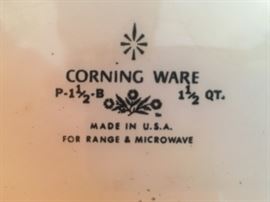 CORNING WARE
P-1½-B 1½ QT.
MADE IN U.S.A.
FOR RANGE & MICROWAVE